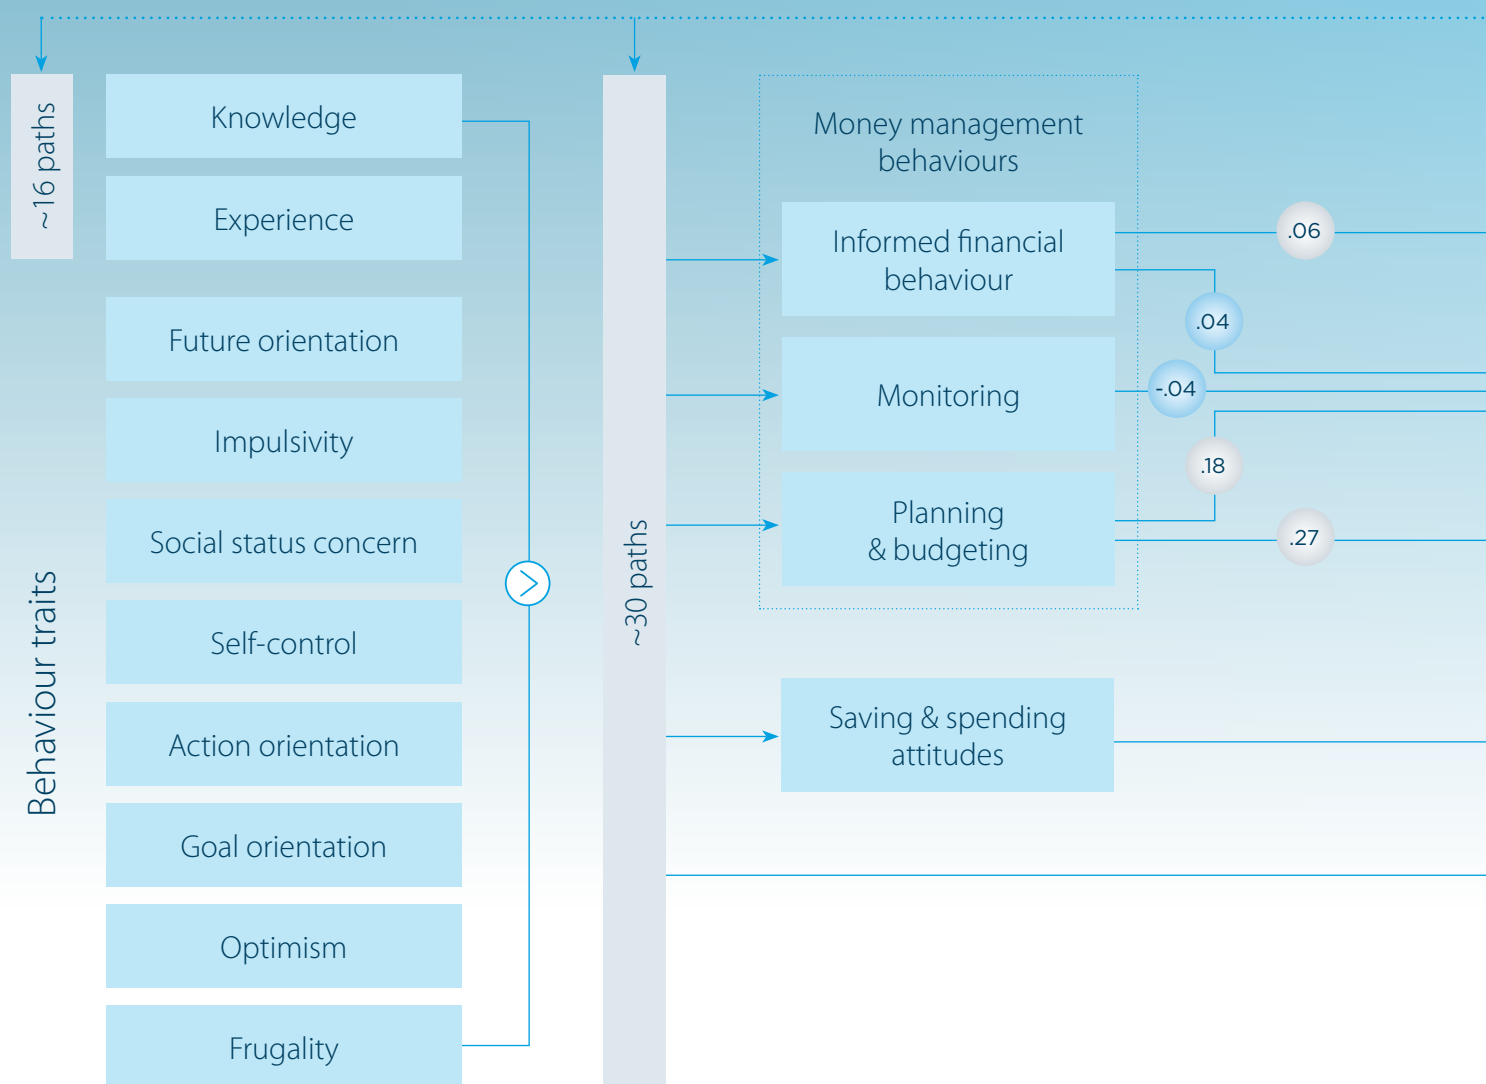 ~16 paths
Knowledge
Experience
Future orientation
Impulsivity
Social status concern
Self-control
Action orientation
Goal orientation
Optimism
Frugality
Behaviour traits
~30 paths
Money management
behaviours
Informed financial
behaviour
Monitoring
Planning
& budgeting
Saving & spending
attitudes
.06
.04
-.04
.18
.27